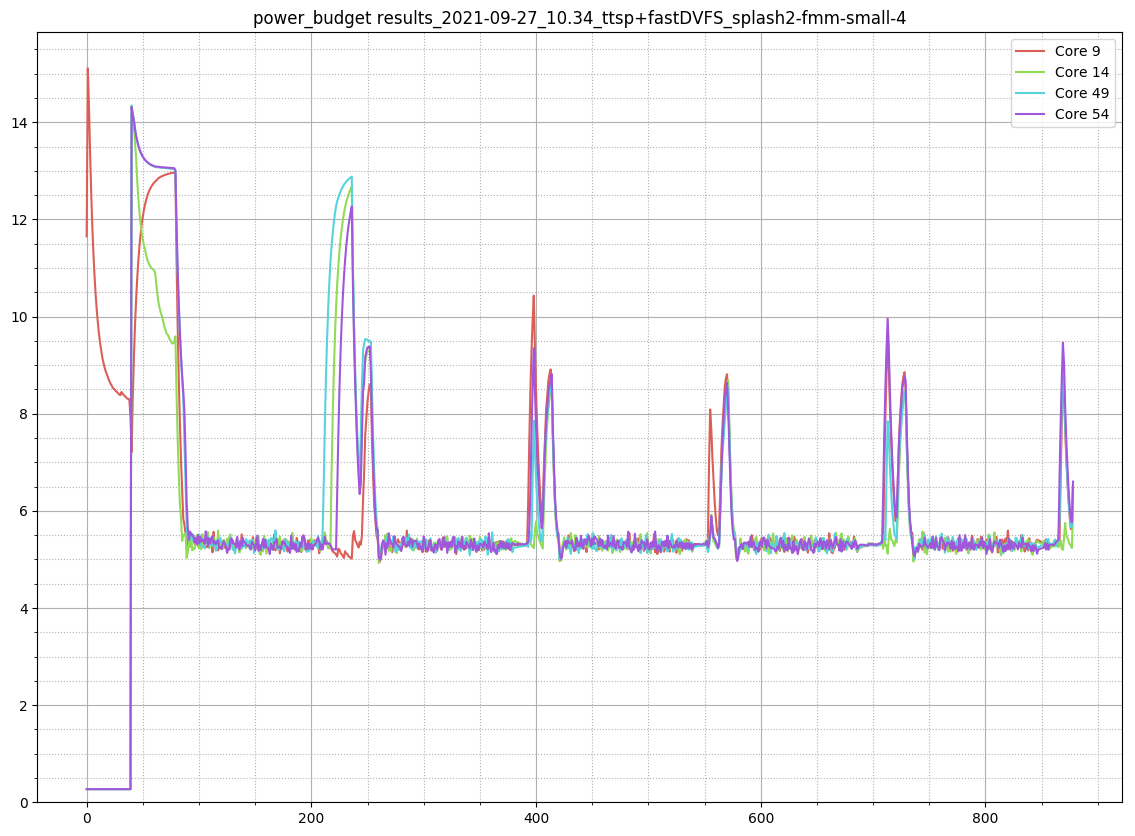 power_budget results_2021-09-27_10.34_ttsp+fastDVFS_splash2-fmm-small-4
Core 9
Core 14
Core 49
Core 54
14
12
10
8
6
4
2
0
0 200 400 600 800